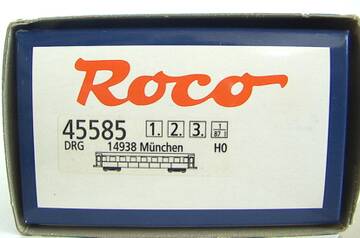 Roco
45585 1. 2. 3. 1 87
DRG 14938 München H0